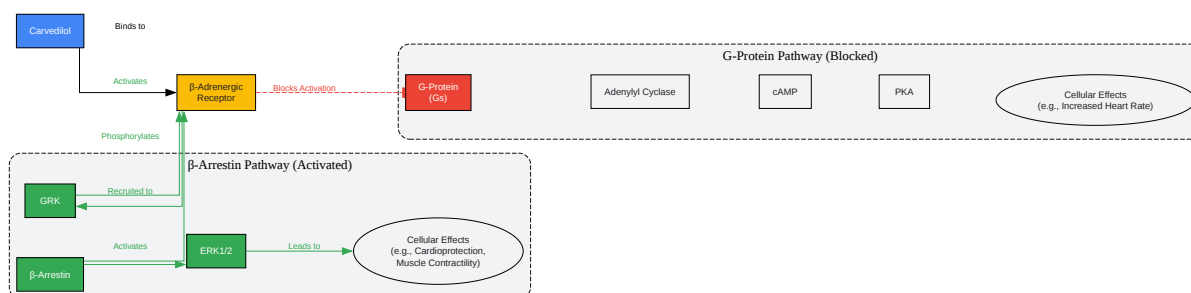 Carvedilol
Binds to
G-Protein Pathway (Blocked)
Activates
β-Adrenergic
Receptor
Blocks Activation
G-Protein
(Gs)
Adenylyl Cyclase
cAMP
PKA
Cellular Effects
(e.g., Increased Heart Rate)
Phosphorylates
β-Arrestin Pathway (Activated)
GRK
Recruited to
Activates
ERK1/2
Leads to
Cellular Effects
(e.g., Cardioprotection,
Muscle Contractility)
β-Arrestin